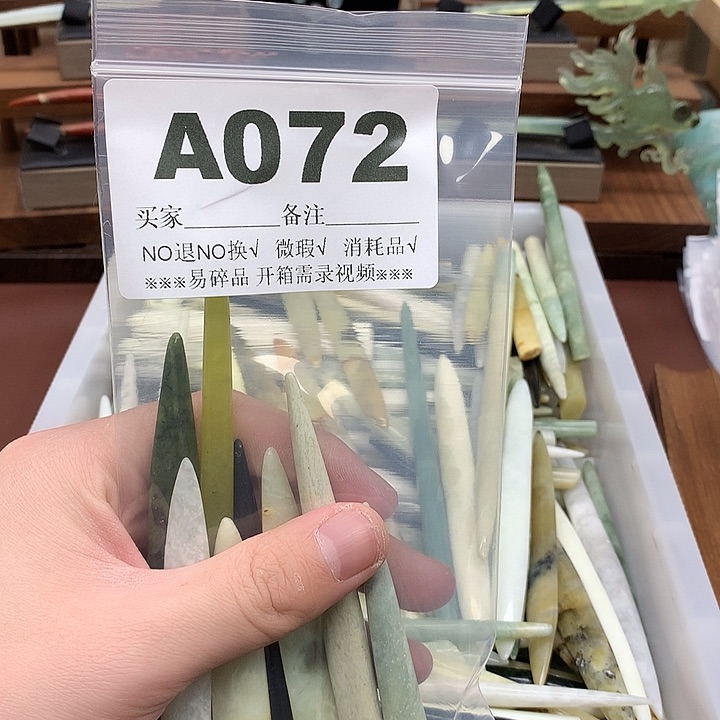 A072
买家________备注________
NO退NO换√ 微瑕√ 消耗品√
※※※易碎品 开箱需录视频※※※